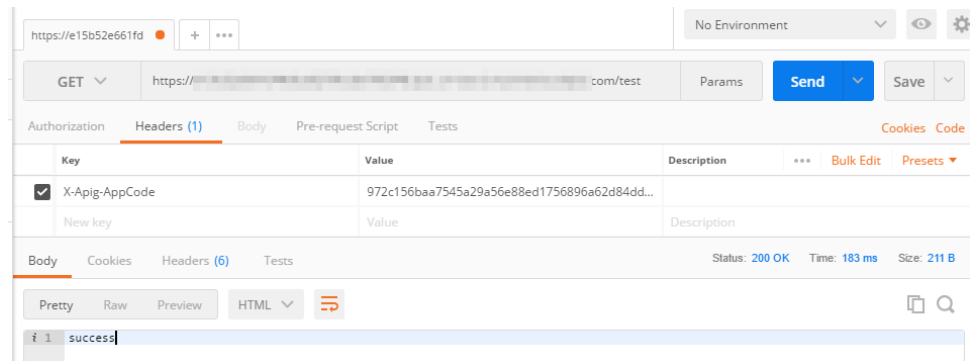 No Environment
https://e15b52e661fd + •••
GET https:// com/test Params Send Save
Authorization Headers (1) Body Pre-request Script Tests Cookies Code
Key Value Description ••• Bulk Edit Presets
X-Apig-AppCode 972c156baa7545a29a56e88ed1756896a62d84dd...
New key Value Description
Body Cookies Headers (6) Tests Status: 200 OK Time: 183 ms Size: 211 B
Pretty Raw Preview HTML
i 1 success